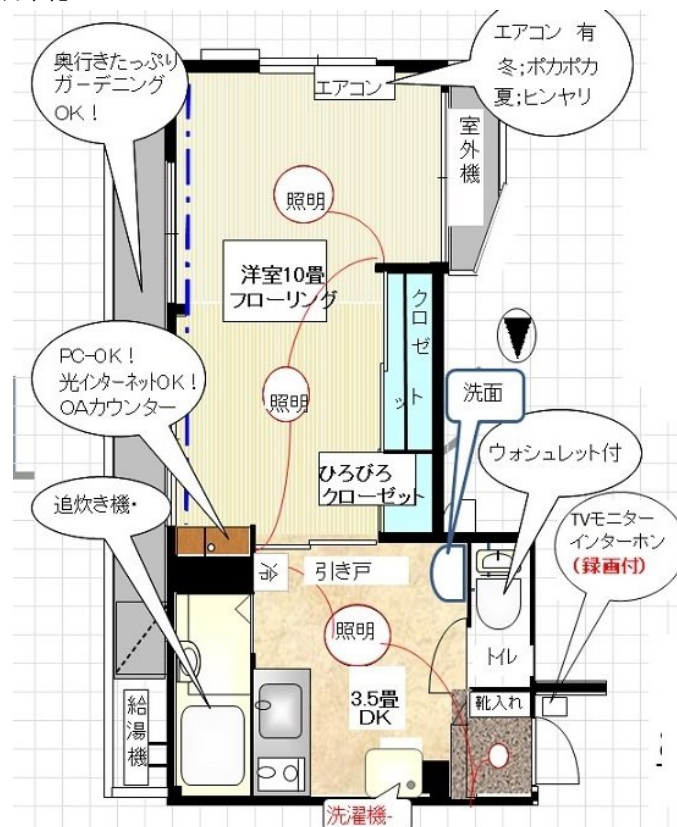 奥行きたっぷり
ガーデニング
OK！
エアコン
エアコン 有
冬;ポカポカ
夏;ヒンヤリ
室外機
照明
洋室10畳
フローリング
クロゼット
PC-OK！
光インターネットOK！
OAカウンター
照明
洗面
ひろびろ
クローゼット
ウォシュレット付
追炊き機・
TVモニター
インターホン
(録画付)
冷
引き戸
照明
トイレ
3.5畳
DK
靴入れ
給湯機
洗濯機-